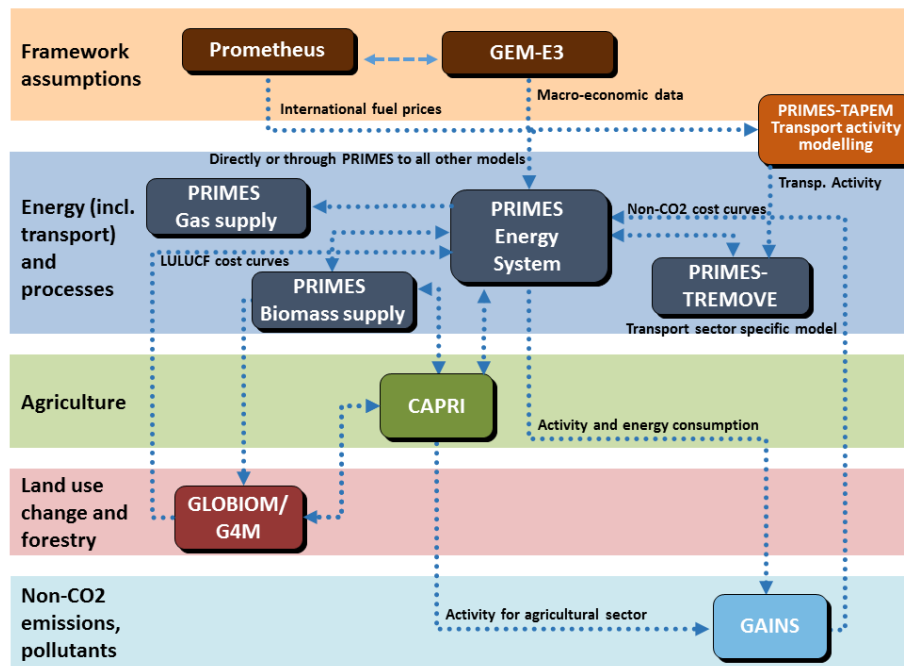 Framework
assumptions
Prometheus
GEM-E3
International fuel prices
Macro-economic data
PRIMES-TAPEM
Transport activity
modelling
Directly or through PRIMES to all other models
Transp. Activity
Energy (incl.
transport) and
processes
PRIMES
Gas supply
PRIMES
Energy
System
Non-CO2 cost curves
LULUCF cost curves
PRIMES
Biomass supply
PRIMES-
TREMOVE
Transport sector specific model
Agriculture
CAPRI
Activity and energy consumption
Land use
change and
forestry
GLOBIOM/
G4M
Non-CO2
emissions,
pollutants
Activity for agricultural sector
GAINS